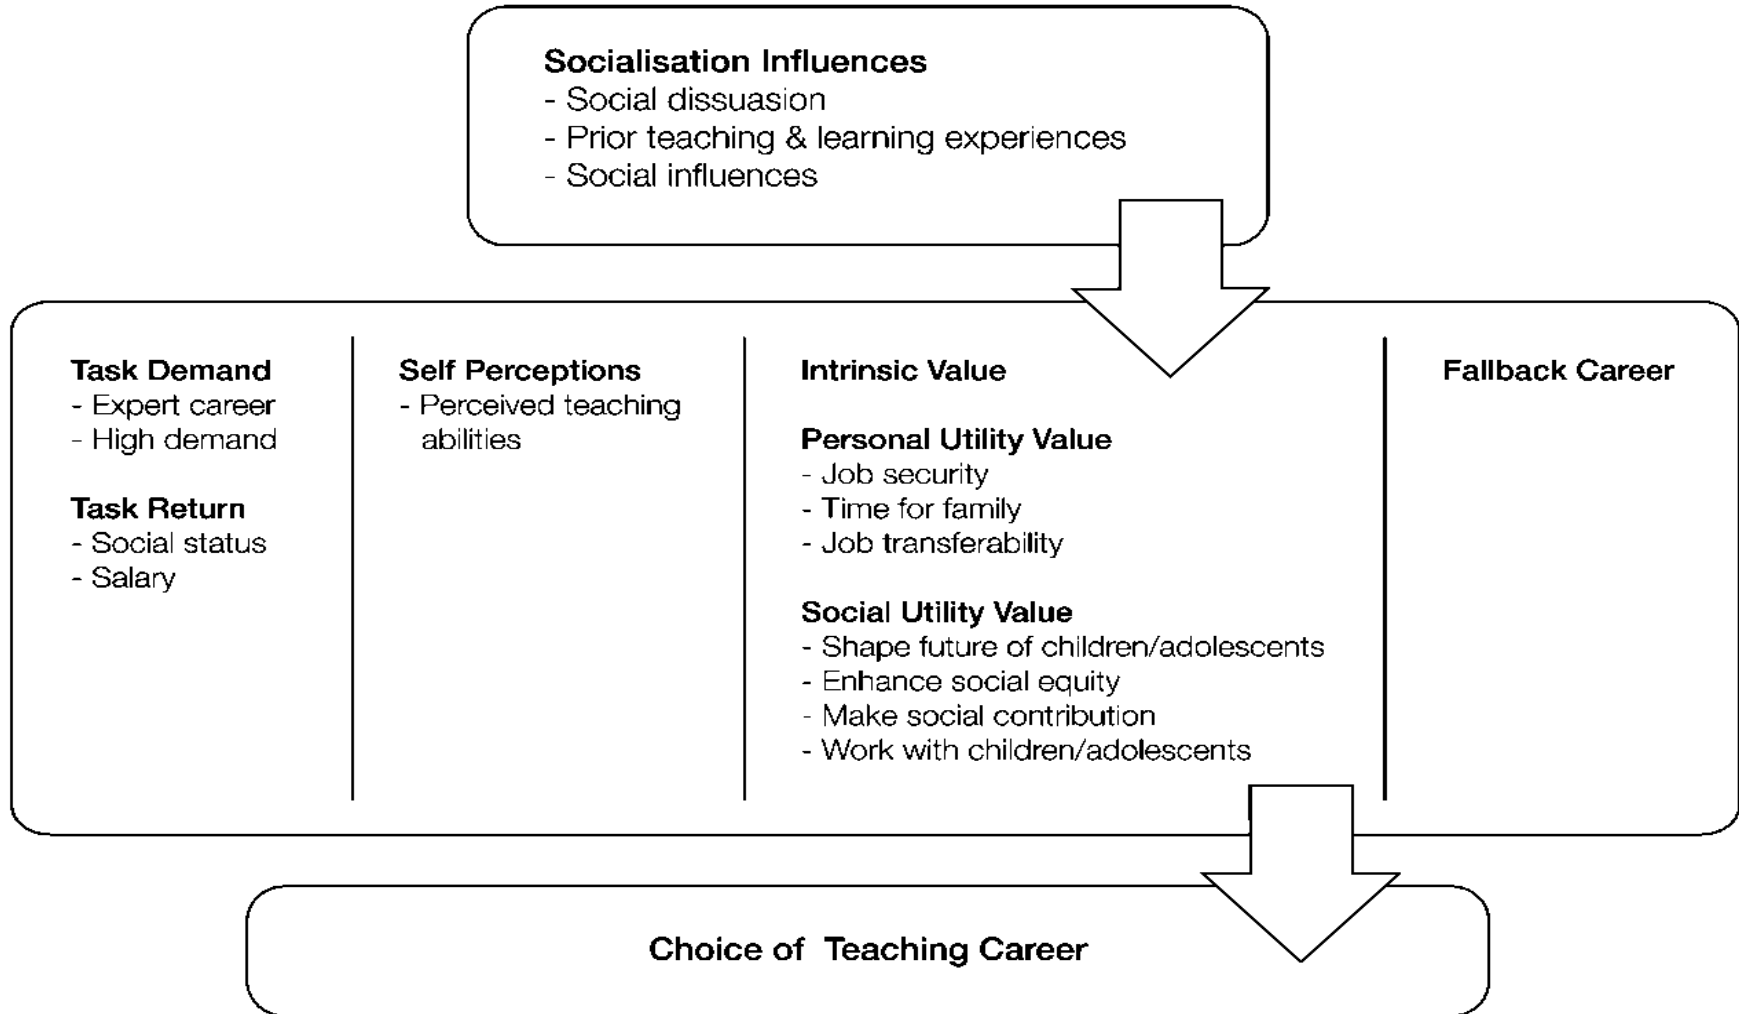 Socialisation Influences
- Social dissuasion
- Prior teaching & learning experiences
- Social influences
Task Demand
- Expert career
- High demand
Task Return
- Social status
- Salary
Self Perceptions
- Perceived teaching
abilities
Intrinsic Value
Personal Utility Value
- Job security
- Time for family
- Job transferability
Social Utility Value
- Shape future of children/adolescents
- Enhance social equity
- Make social contribution
- Work with children/adolescents
Fallback Career
Choice of Teaching Career